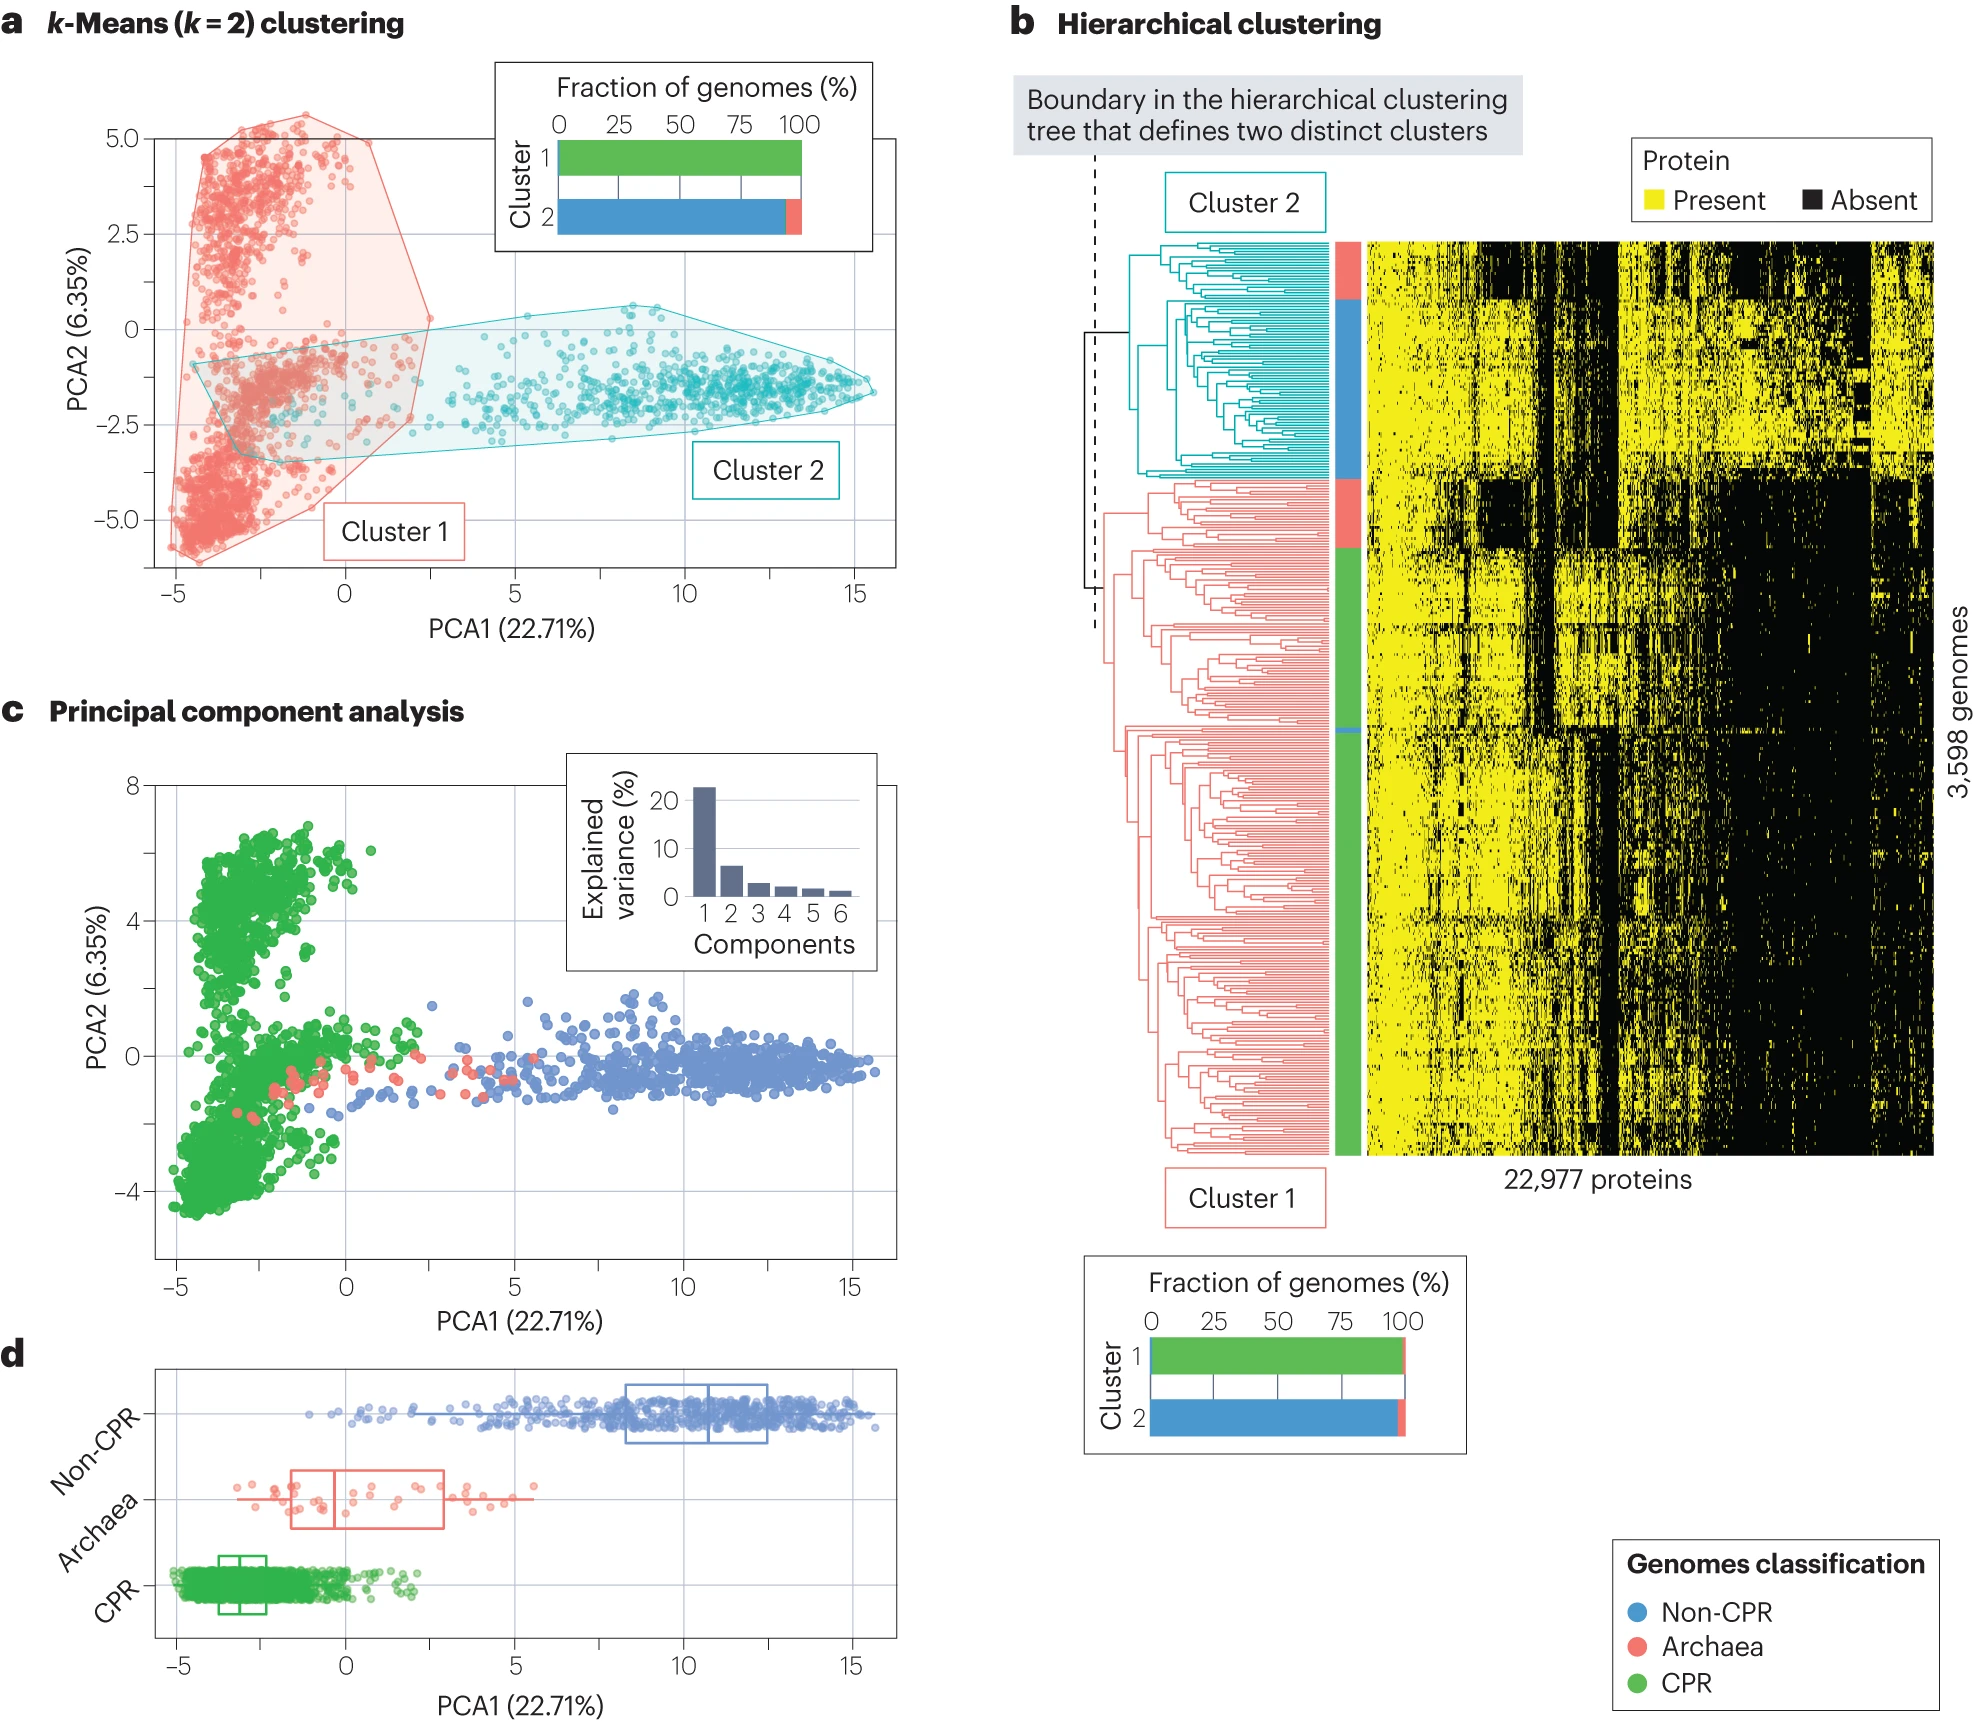 a k-Means (k = 2) clustering
Fraction of genomes (%)
0 25 50 75 100
Cluster
1
2
5.0
2.5
0
−2.5
−5.0
PCA2 (6.35%)
Cluster 2
Cluster 1
−5 0 5 10 15
PCA1 (22.71%)
b Hierarchical clustering
Boundary in the hierarchical clustering
tree that defines two distinct clusters
Protein
Present Absent
Cluster 2
3,598 genomes
22,977 proteins
Cluster 1
Fraction of genomes (%)
0 25 50 75 100
Cluster
1
2
c Principal component analysis
8
4
0
−4
PCA2 (6.35%)
Explained
variance (%)
20
10
0
1 2 3 4 5 6
Components
−5 0 5 10 15
PCA1 (22.71%)
d
Non-CPR
Archaea
CPR
−5 0 5 10 15
PCA1 (22.71%)
Genomes classification
Non-CPR
Archaea
CPR